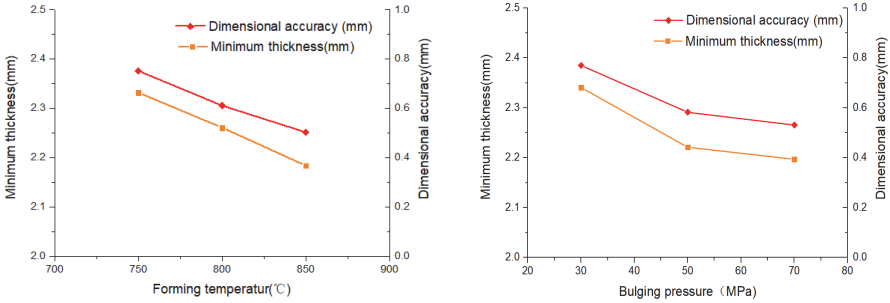 2.5
2.4
2.3
2.2
2.1
2.0
Minimum thickness(mm)
Dimensional accuracy (mm)
Minimum thickness(mm)
1.0
0.8
0.6
0.4
0.2
0.0
Dimensional accuracy(mm)
700 750 800 850 900
Forming temperatur(℃)
2.5
2.4
2.3
2.2
2.1
2.0
Minimum thickness(mm)
Dimensional accuracy (mm)
Minimum thickness(mm)
1.0
0.8
0.6
0.4
0.2
0.0
Dimensional accuracy(mm)
20 30 40 50 60 70 80
Bulging pressure（MPa)